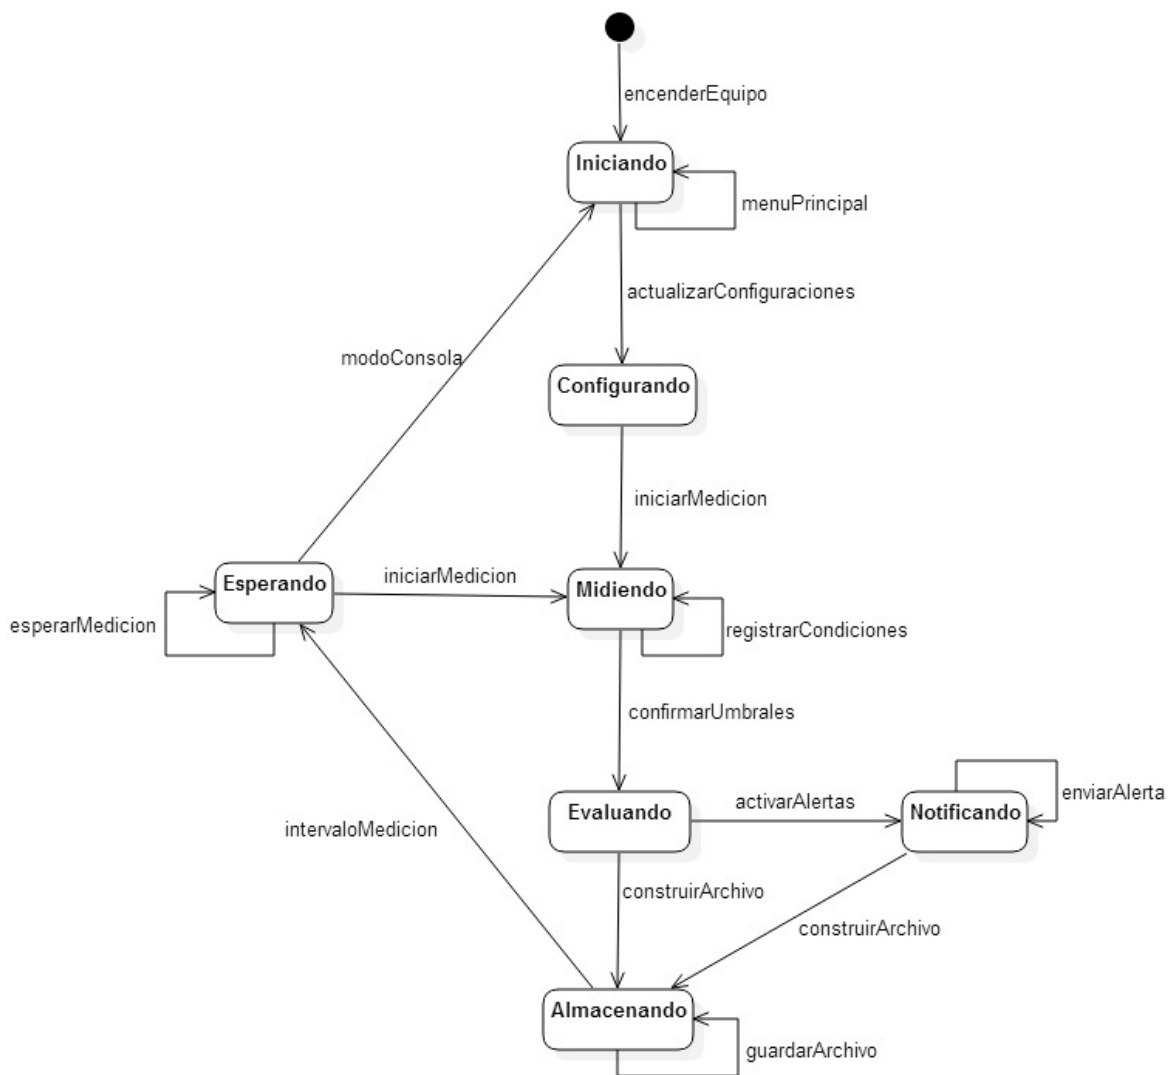 encenderEquipo
Iniciando
menuPrincipal
actualizarConfiguraciones
modoConsola
Configurando
iniciarMedicion
Esperando
iniciarMedicion
Midiendo
esperarMedicion
registrarCondiciones
confirmarUmbrales
Evaluando
activarAlertas
Notificando
enviarAlerta
intervaloMedicion
construirArchivo
construirArchivo
Almacenando
guardarArchivo